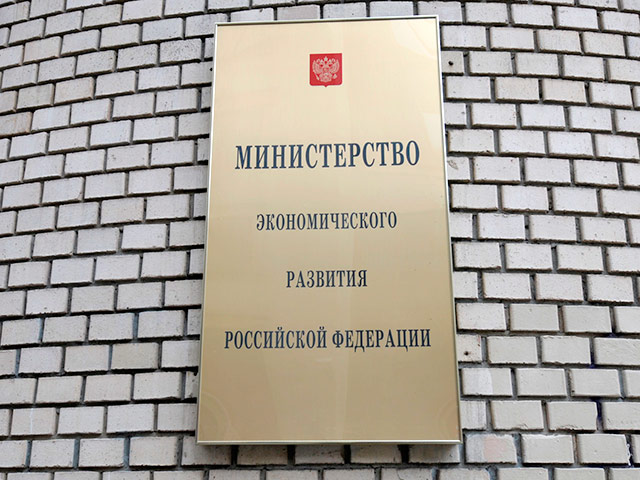 МИНИСТЕРСТВО
ЭКОНОМИЧЕСКОГО
РАЗВИТИЯ
РОССИЙСКОЙ ФЕДЕРАЦИИ